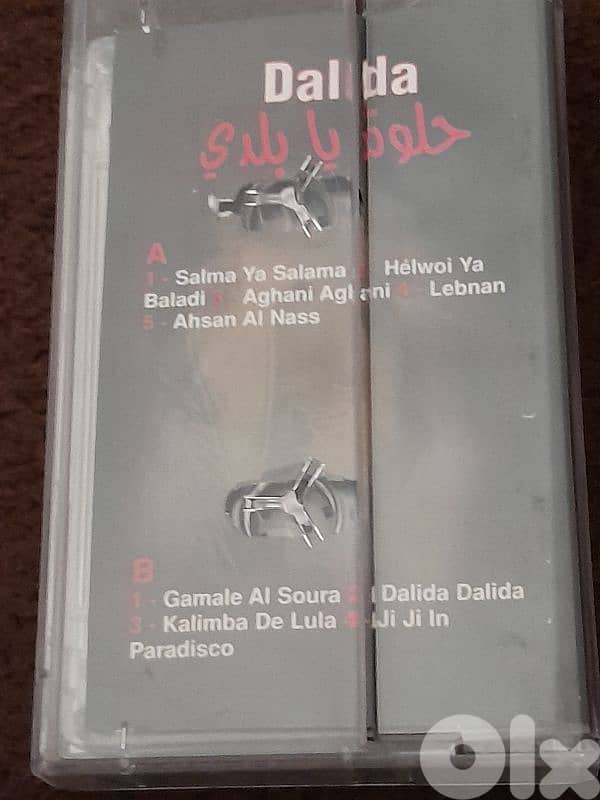 Dalida
حلوة يا بلدي
A
1 - Salma Ya Salama 2 - Hélwoi Ya
Baladi 3 - Aghani Aghani 4 - Lebnan
5 - Ahsan Al Nass
B
1 - Gamale Al Soura 2 - Dalida Dalida
3 - Kalimba De Lula 4 - Ji Ji In
Paradisco
Olx